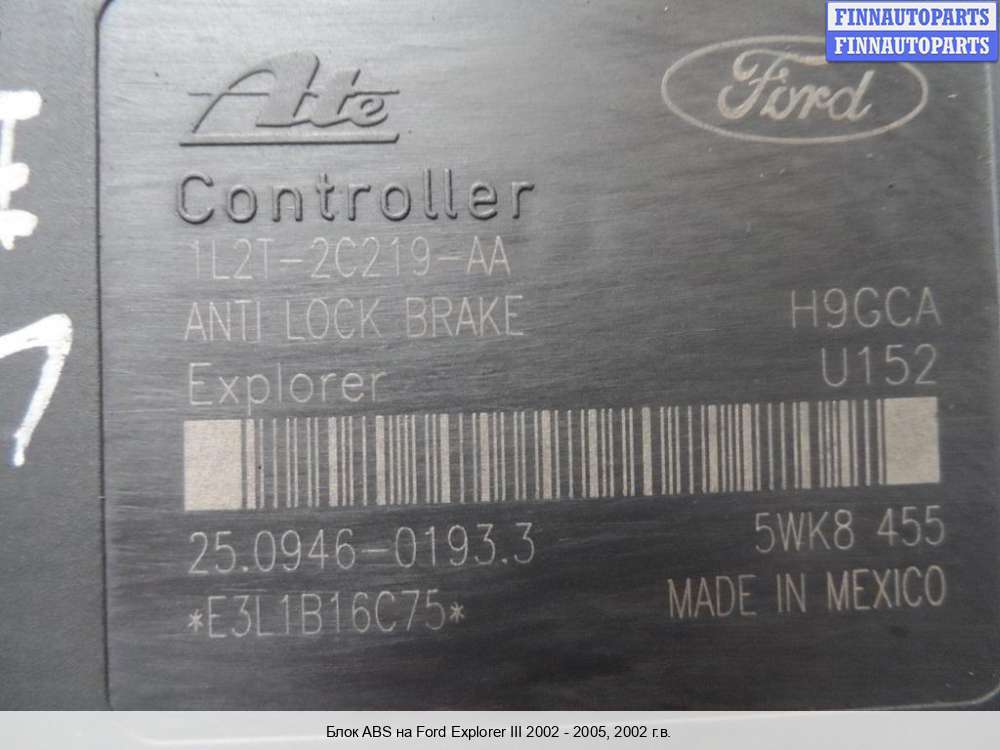 FINNAUTOPARTS
FINNAUTOPARTS
Ate
Ford
Controller
1L2T-2C219-AA
ANTI LOCK BRAKE
H9GCA
Explorer
U152
25.0946-0193.3
5WK8 455
*E3L1B16C75*
MADE IN MEXICO
Блок ABS на Ford Explorer III 2002 - 2005, 2002 г.в.